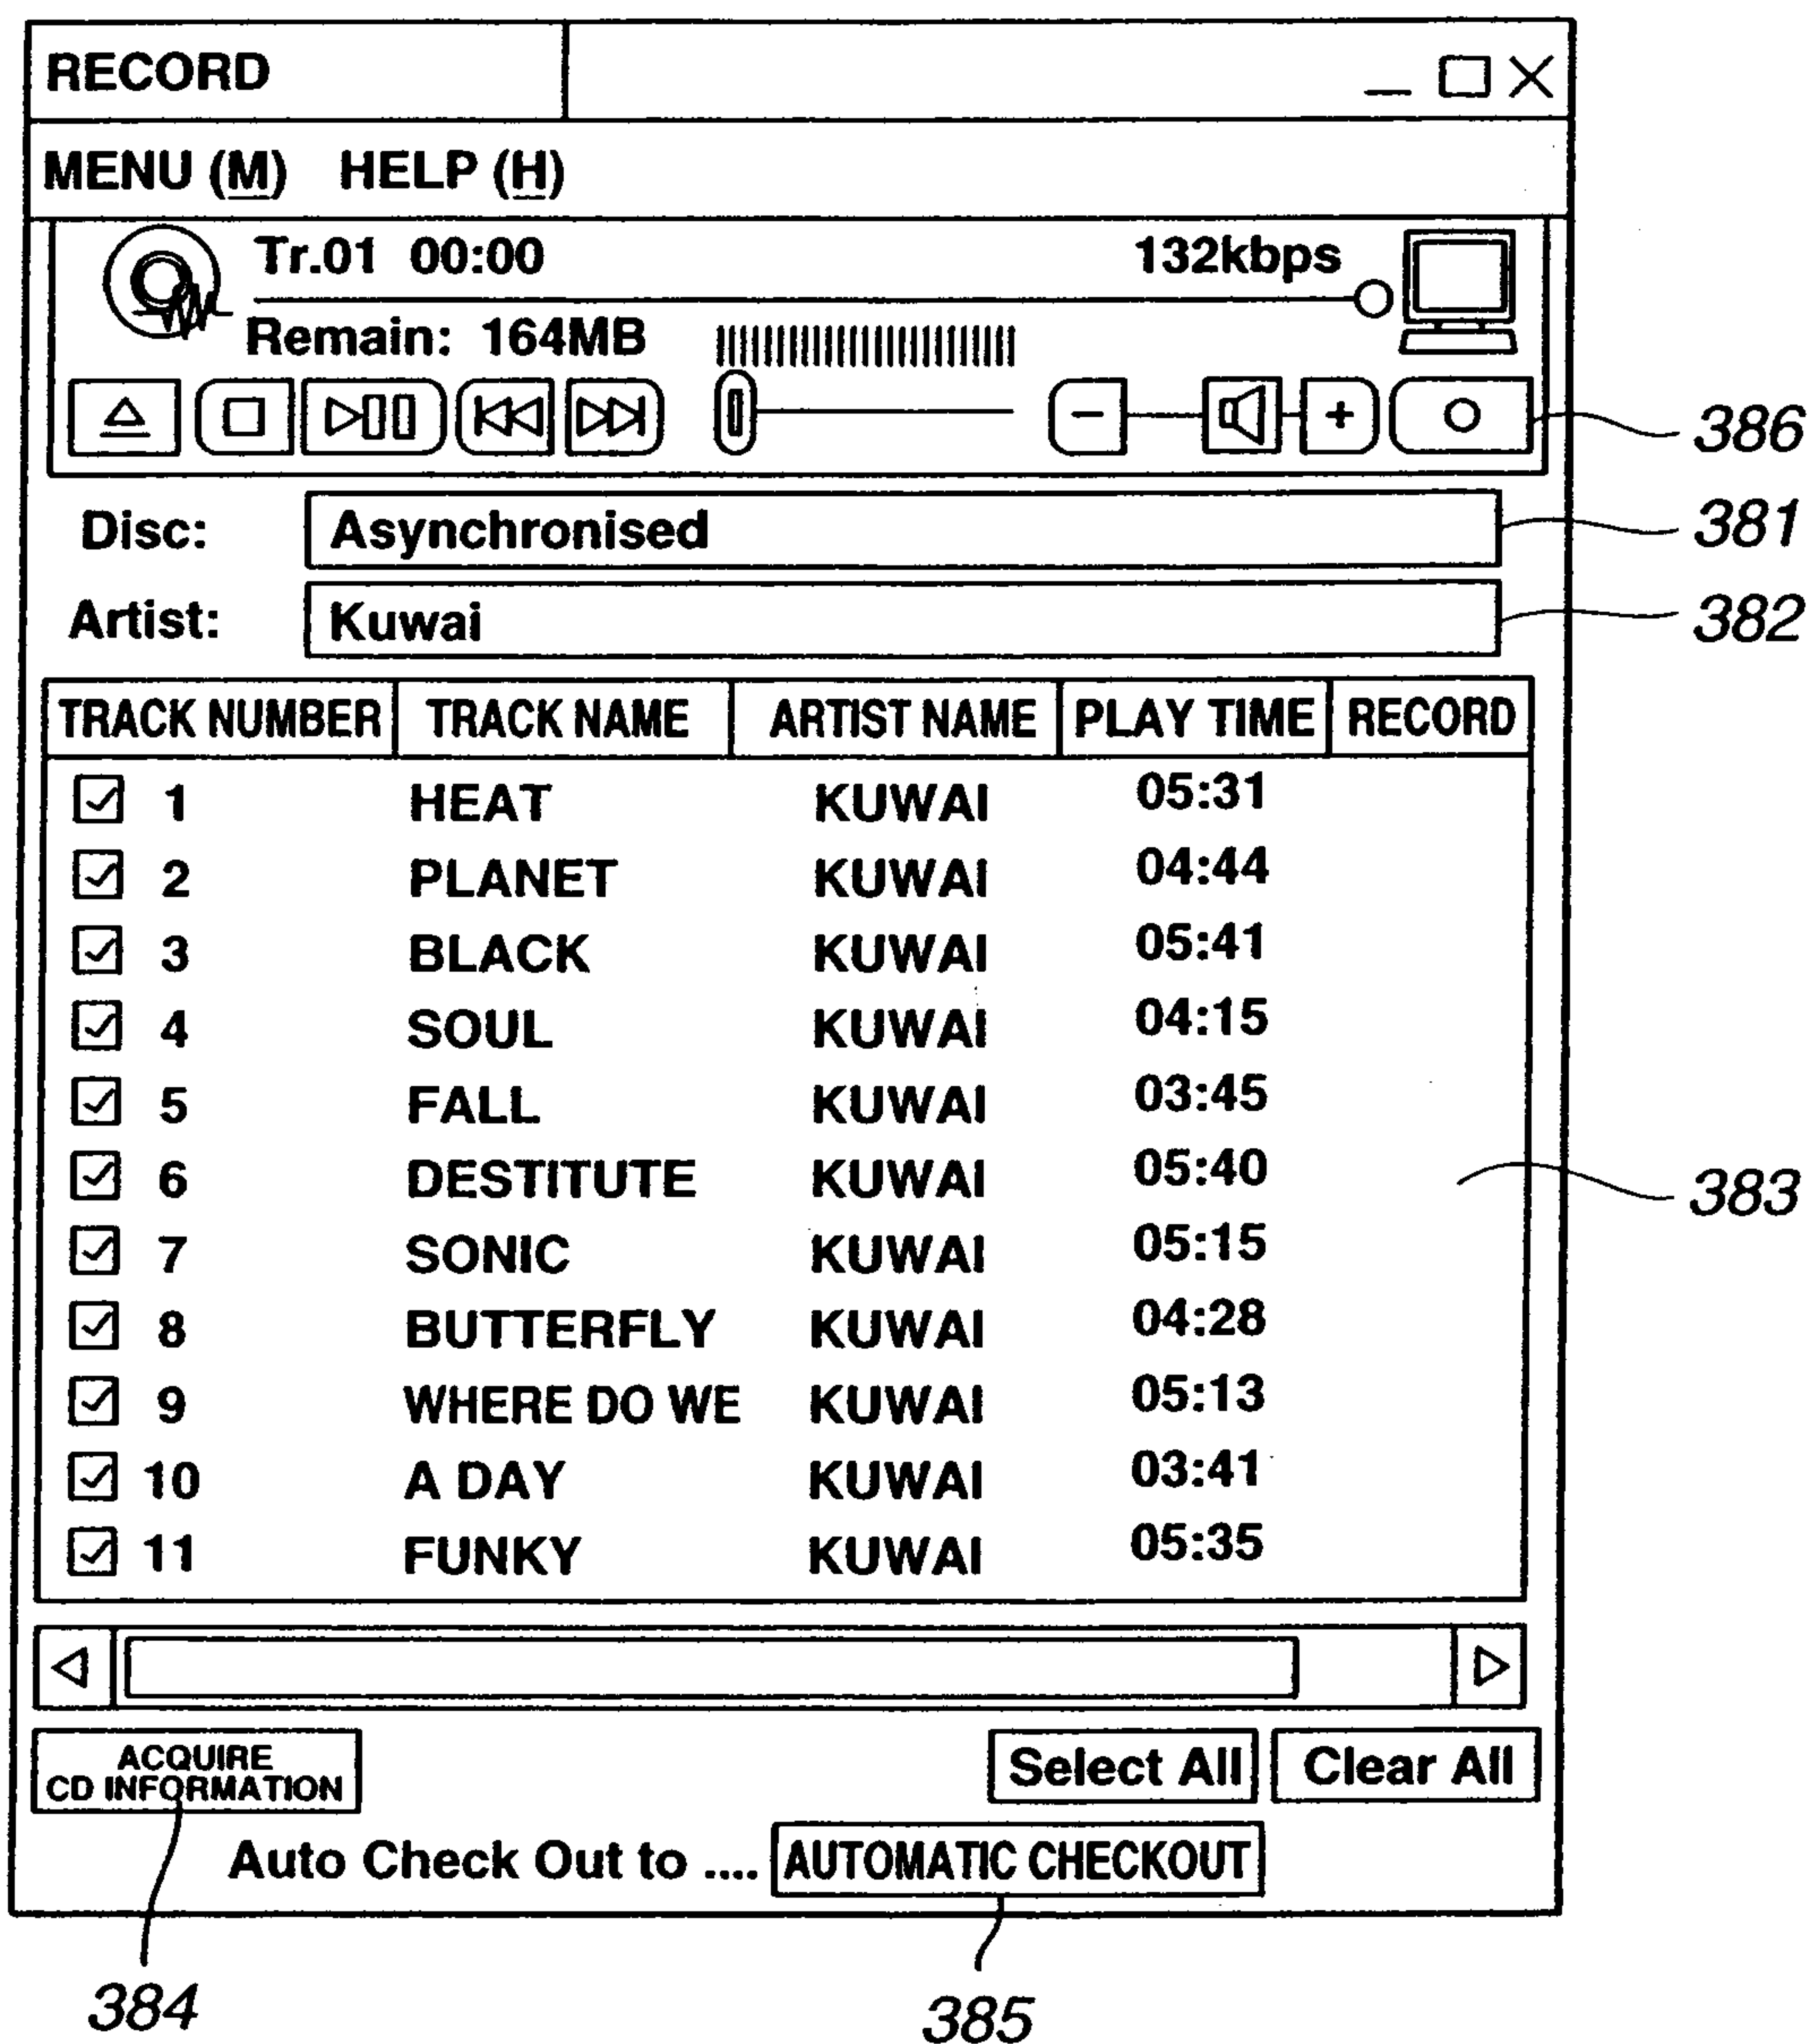 RECORD
MENU (M) HELP (H)
Tr.01 00:00 132kbps
Remain: 164MB
386
Disc: Asynchronised
381
Artist: Kuwai
382
TRACK NUMBER TRACK NAME ARTIST NAME PLAY TIME RECORD
1 HEAT KUWAI 05:31
2 PLANET KUWAI 04:44
3 BLACK KUWAI 05:41
4 SOUL KUWAI 04:15
5 FALL KUWAI 03:45
6 DESTITUTE KUWAI 05:40
383
7 SONIC KUWAI 05:15
8 BUTTERFLY KUWAI 04:28
9 WHERE DO WE KUWAI 05:13
10 A DAY KUWAI 03:41
11 FUNKY KUWAI 05:35
ACQUIRE
CD INFORMATION
Select All Clear All
Auto Check Out to .... AUTOMATIC CHECKOUT
384
385